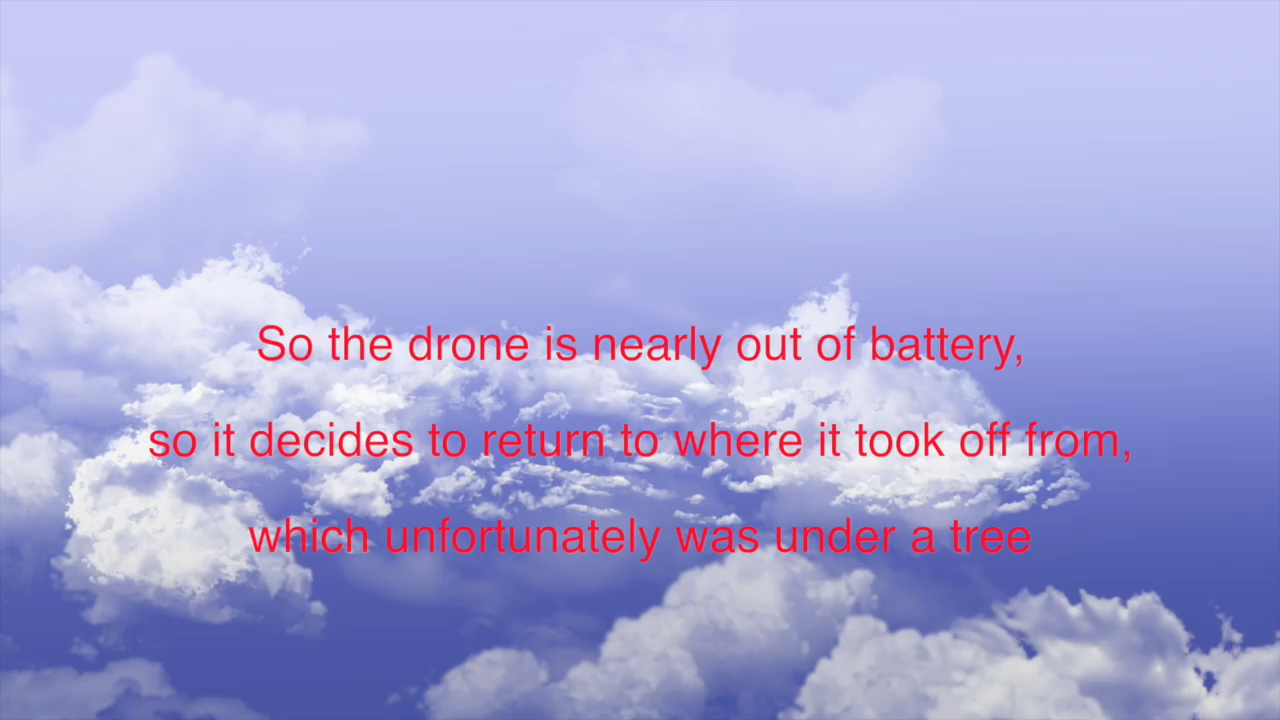 So the drone is nearly out of battery,
so it decides to return to where it took off from,
which unfortunately was under a tree